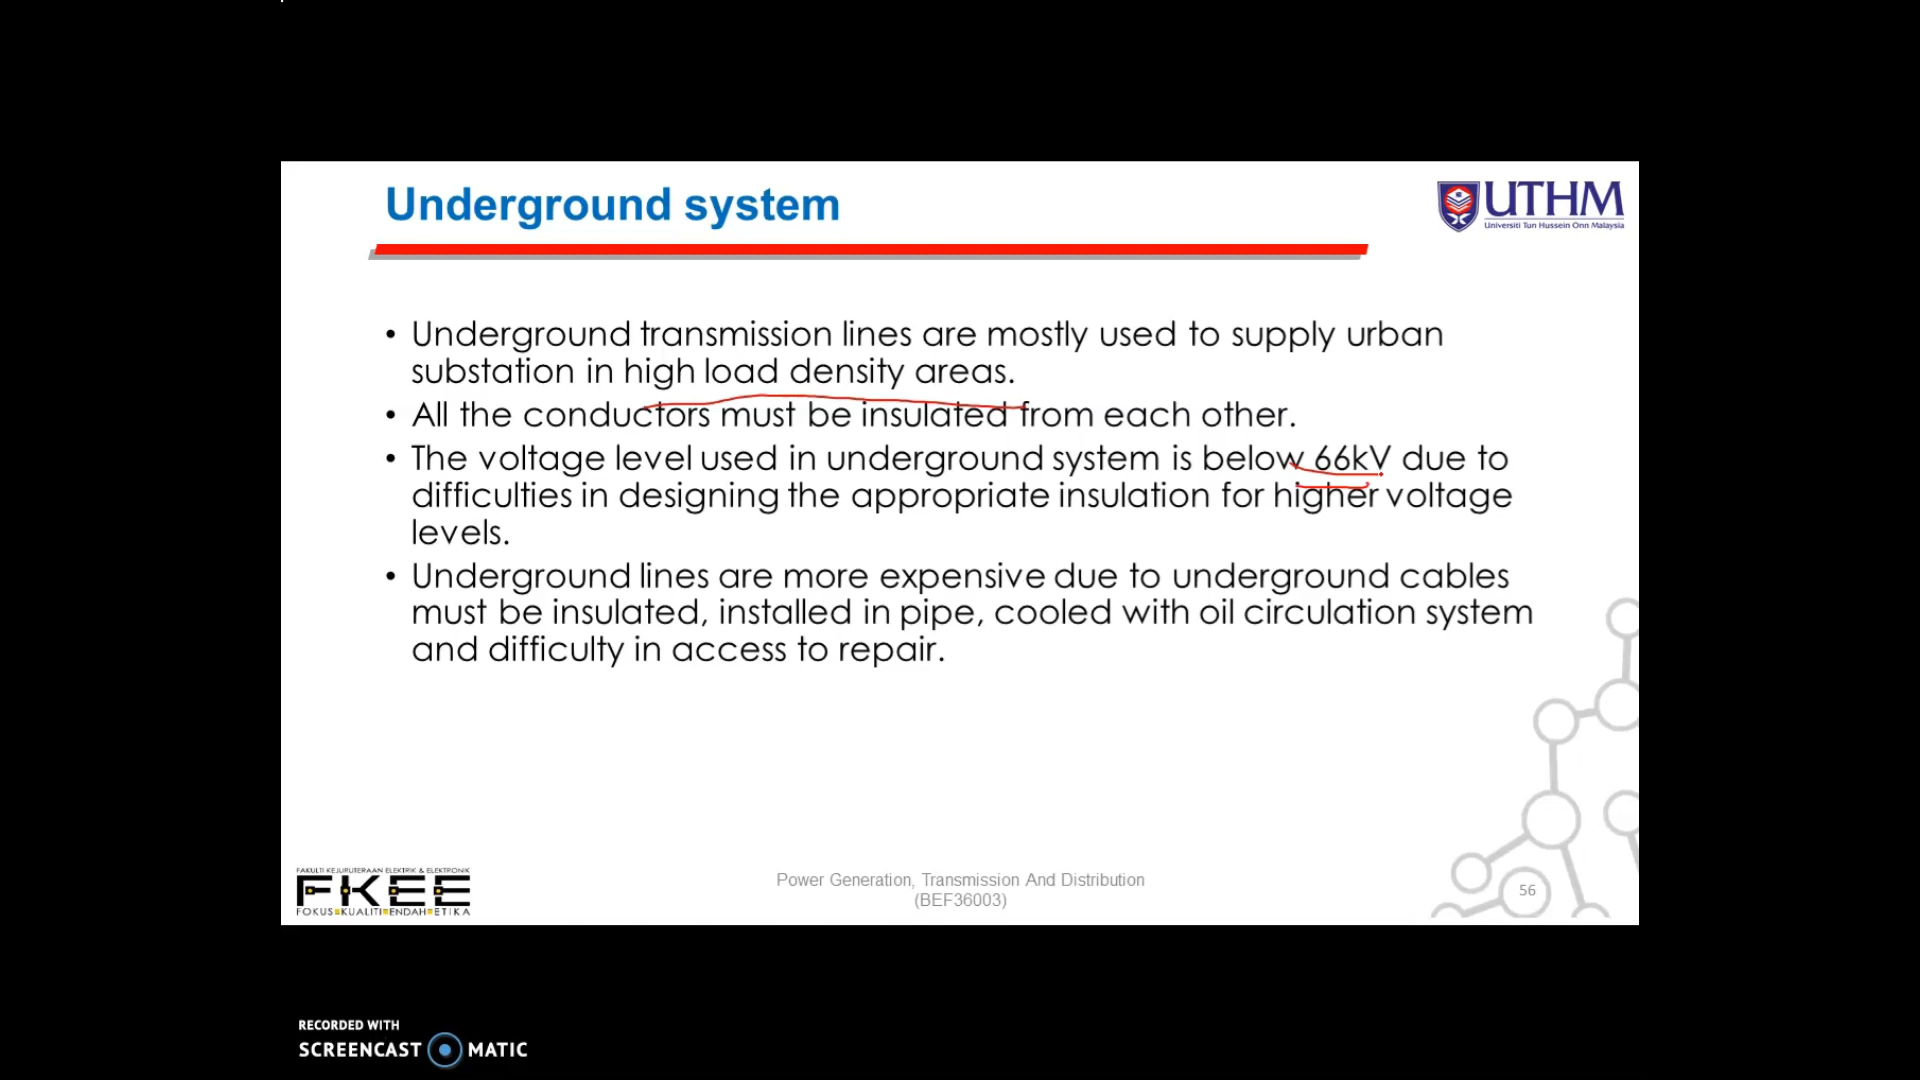 Underground system
UTHM
Universiti Tun Hussein Onn Malaysia
• Underground transmission lines are mostly used to supply urban
substation in high load density areas.
• All the conductors must be insulated from each other.
• The voltage level used in underground system is below 66kV due to
difficulties in designing the appropriate insulation for higher voltage
levels.
• Underground lines are more expensive due to underground cables
must be insulated, installed in pipe, cooled with oil circulation system
and difficulty in access to repair.
FAKULTI KEJURUTERAAN ELEKTRIK & ELEKTRONIK
FKEE
FOKUS KUALITI ENDAH ETIKA
Power Generation, Transmission And Distribution
(BEF36003)
56
RECORDED WITH
SCREENCAST MATIC